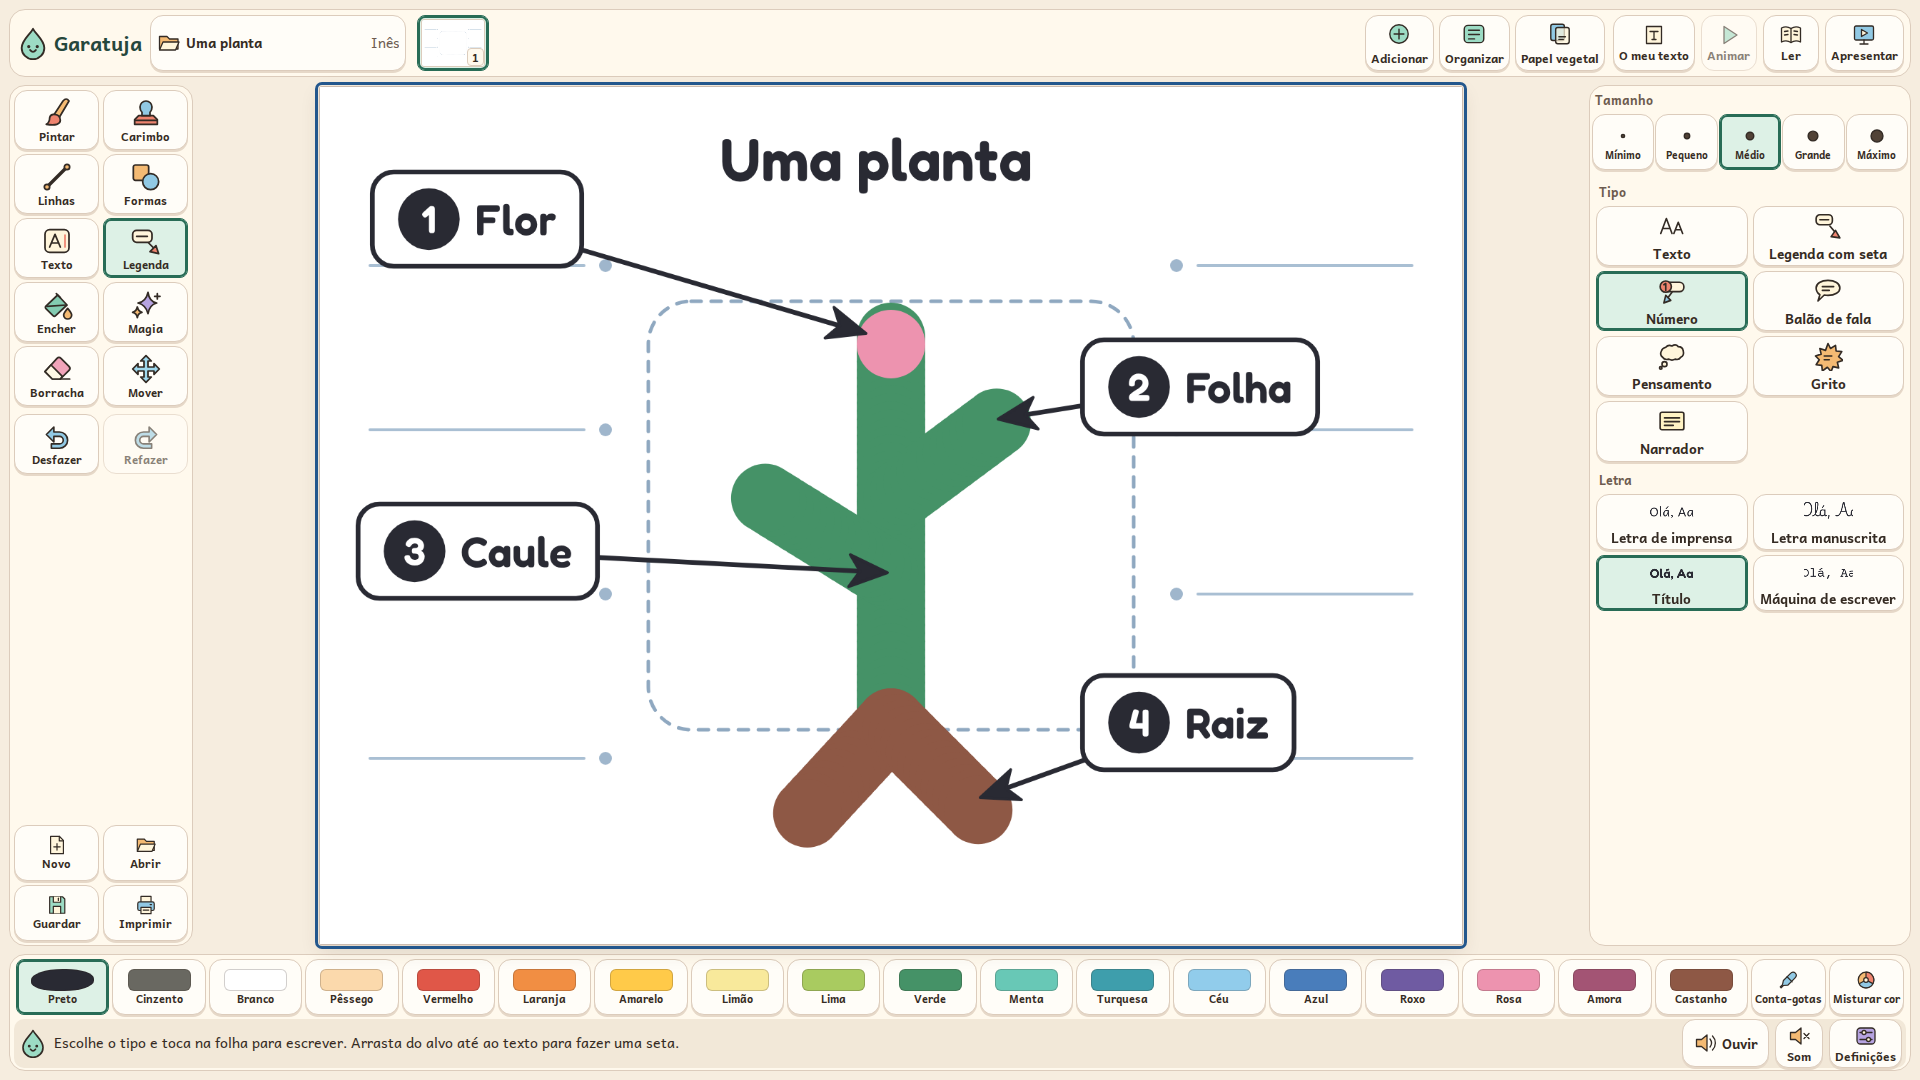 Garatuja
Uma planta
Inês
1
Adicionar
Organizar
Papel vegetal
O meu texto
Animar
Ler
Apresentar
Pintar
Carimbo
Linhas
Formas
Texto
Legenda
Encher
Magia
Borracha
Mover
Desfazer
Refazer
Novo
Abrir
Guardar
Imprimir
Uma planta
1 Flor
2 Folha
3 Caule
4 Raiz
Tamanho
Mínimo
Pequeno
Médio
Grande
Máximo
Tipo
Texto
Legenda com seta
Número
Balão de fala
Pensamento
Grito
Narrador
Letra
Olá, Aa
Letra de imprensa
Olá, Aa
Letra manuscrita
Olá, Aa
Título
Olá, Aa
Máquina de escrever
Preto
Cinzento
Branco
Pêssego
Vermelho
Laranja
Amarelo
Limão
Lima
Verde
Menta
Turquesa
Céu
Azul
Roxo
Rosa
Amora
Castanho
Conta-gotas
Misturar cor
Escolhe o tipo e toca na folha para escrever. Arrasta do alvo até ao texto para fazer uma seta.
Ouvir
Som
Definições